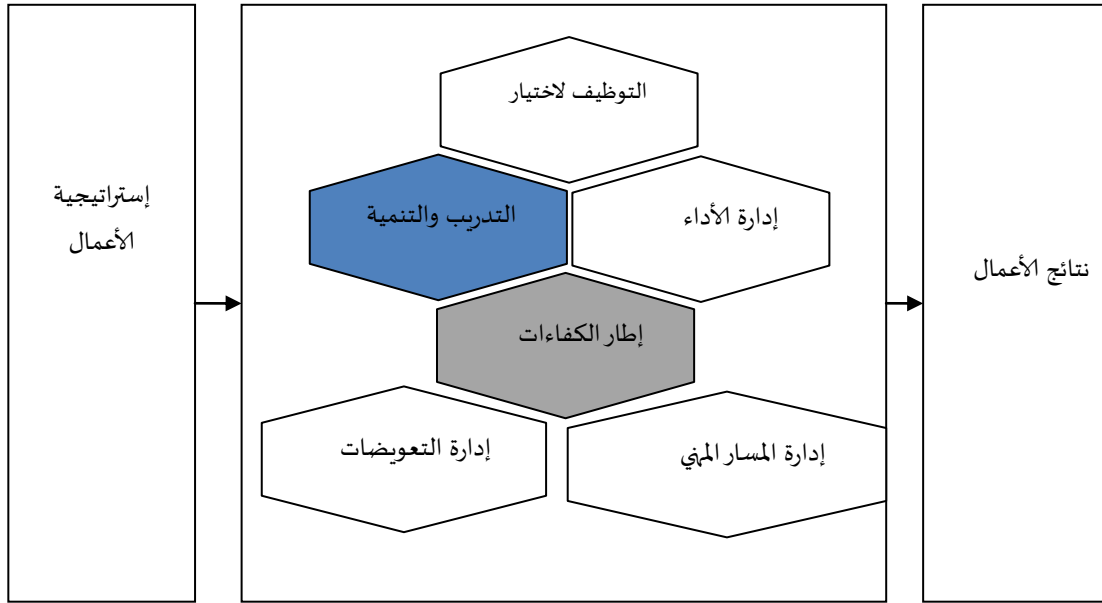 التوظيف لاختيار
إستراتيجية
الأعمال
إدارة الأداء
التدريب والتنمية
نتائج الأعمال
إطار الكفاءات
إدارة المسار المهني
إدارة التعويضات